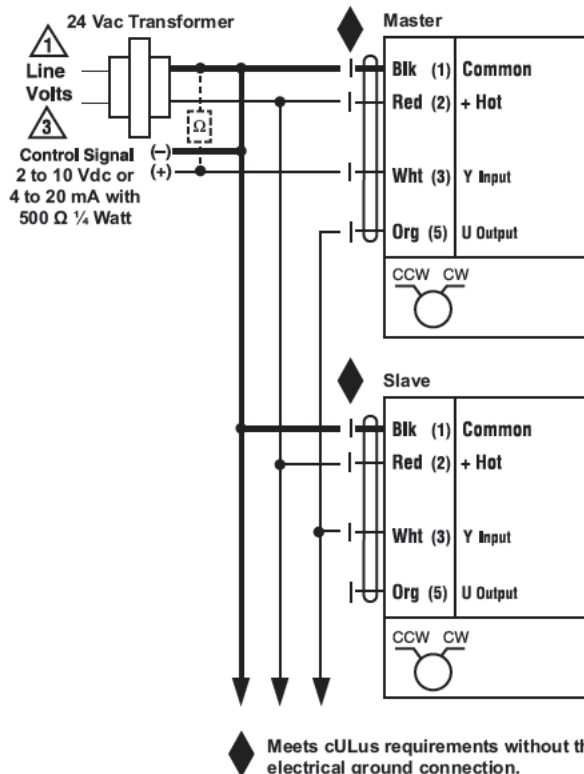 24 Vac Transformer
1
Line
Volts
3
Control Signal
2 to 10 Vdc or
4 to 20 mA with
500 Ω ¼ Watt
(–)
(+)
Ω
Master
Blk (1) Common
Red (2) + Hot
Wht (3) Y Input
Org (5) U Output
CCW CW
Slave
Blk (1) Common
Red (2) + Hot
Wht (3) Y Input
Org (5) U Output
CCW CW
Meets cULus requirements without th
electrical ground connection.